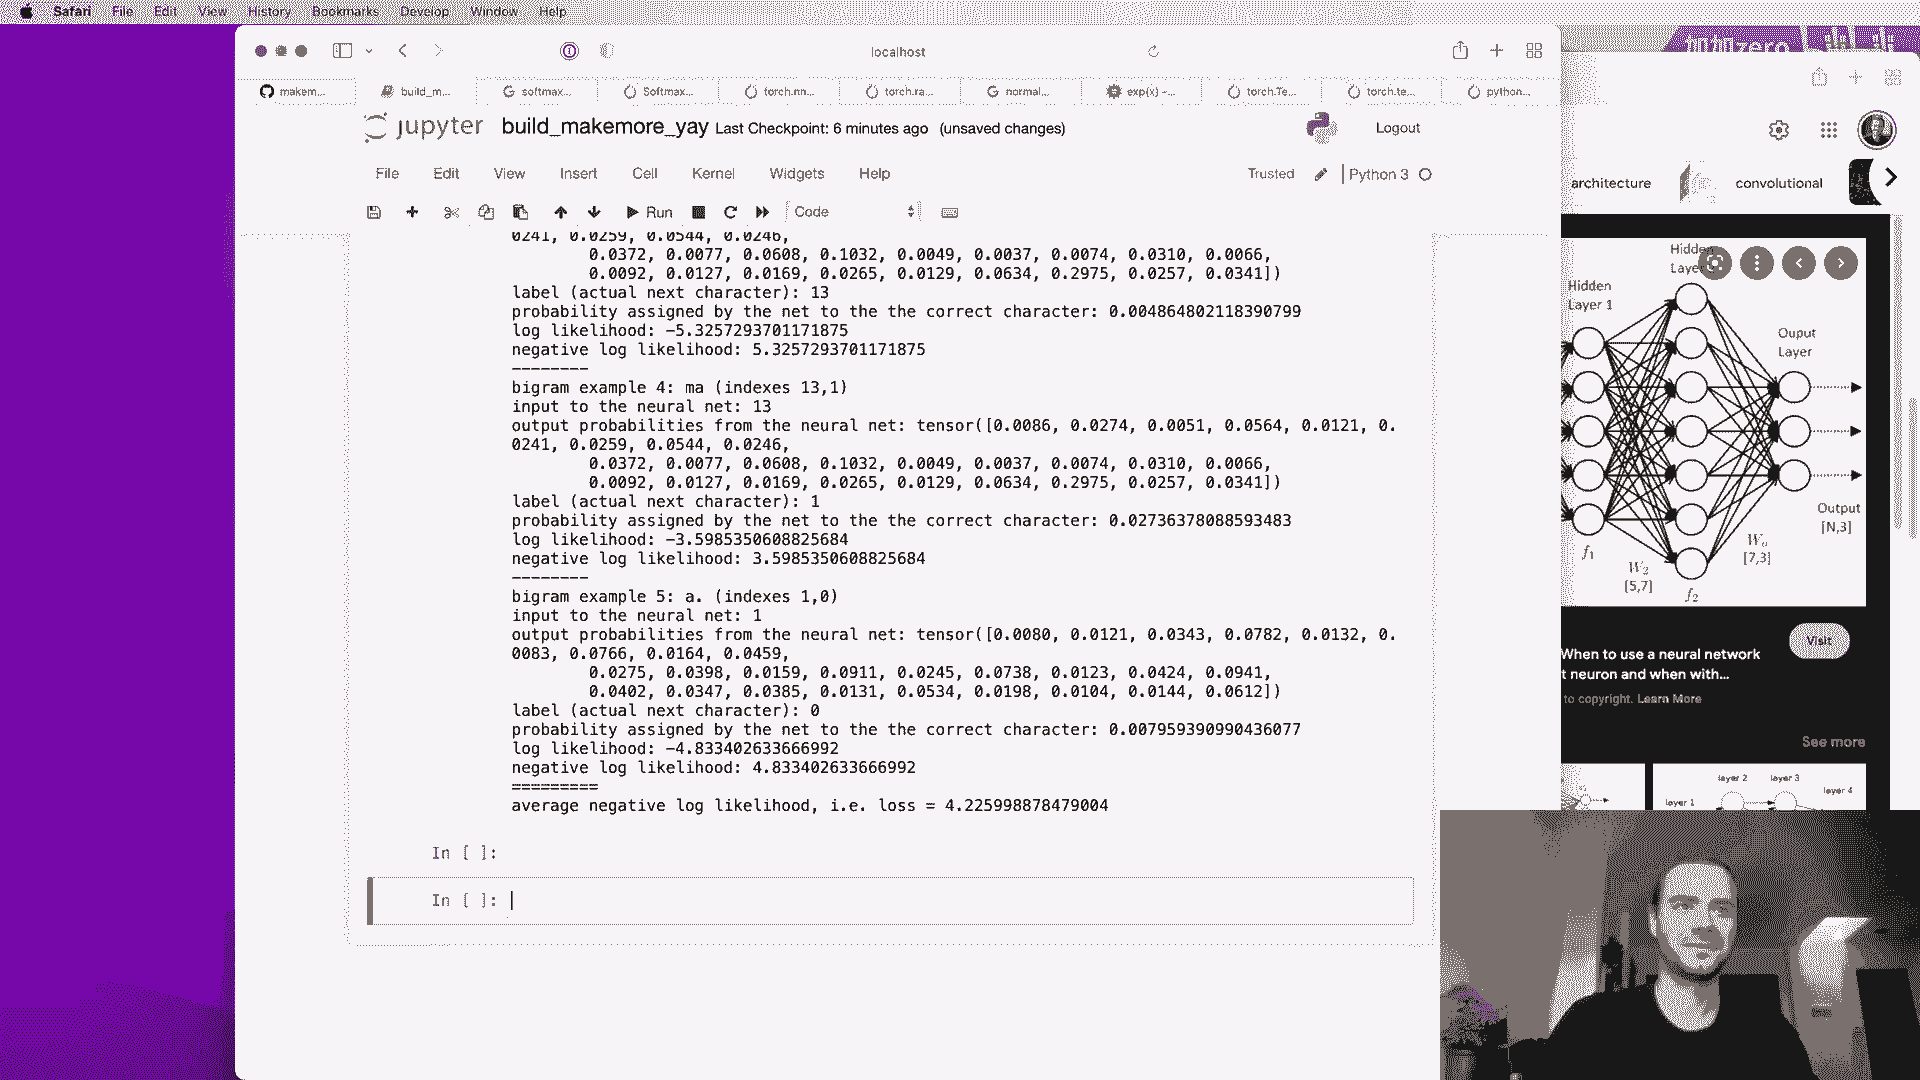 Safari File Edit View History Bookmarks Develop Window Help
localhost
makem... build_m... softmax... Softmax... torch.nn... torch.ra... normal... exp(x) -... torch.Te... torch.te... python...
jupyter build_makemore_yay Last Checkpoint: 6 minutes ago (unsaved changes)
Logout
File Edit View Insert Cell Kernel Widgets Help
Trusted Python 3
Run Code
0241, 0.0259, 0.0544, 0.0246,
0.0372, 0.0077, 0.0608, 0.1032, 0.0049, 0.0037, 0.0074, 0.0310, 0.0066,
0.0092, 0.0127, 0.0169, 0.0265, 0.0129, 0.0634, 0.2975, 0.0257, 0.0341])
label (actual next character): 13
probability assigned by the net to the the correct character: 0.004864802118390799
log likelihood: -5.3257293701171875
negative log likelihood: 5.3257293701171875
--------
bigram example 4: ma (indexes 13,1)
input to the neural net: 13
output probabilities from the neural net: tensor([0.0086, 0.0274, 0.0051, 0.0564, 0.0121, 0.
0241, 0.0259, 0.0544, 0.0246,
0.0372, 0.0077, 0.0608, 0.1032, 0.0049, 0.0037, 0.0074, 0.0310, 0.0066,
0.0092, 0.0127, 0.0169, 0.0265, 0.0129, 0.0634, 0.2975, 0.0257, 0.0341])
label (actual next character): 1
probability assigned by the net to the the correct character: 0.02736378088593483
log likelihood: -3.5985350608825684
negative log likelihood: 3.5985350608825684
--------
bigram example 5: a. (indexes 1,0)
input to the neural net: 1
output probabilities from the neural net: tensor([0.0080, 0.0121, 0.0343, 0.0782, 0.0132, 0.
0083, 0.0766, 0.0164, 0.0459,
0.0275, 0.0398, 0.0159, 0.0911, 0.0245, 0.0738, 0.0123, 0.0424, 0.0941,
0.0402, 0.0347, 0.0385, 0.0131, 0.0534, 0.0198, 0.0104, 0.0144, 0.0612])
label (actual next character): 0
probability assigned by the net to the the correct character: 0.007959390990436077
log likelihood: -4.833402633666992
negative log likelihood: 4.833402633666992
=========
average negative log likelihood, i.e. loss = 4.225998878479004
In [ ]:
In [ ]:
zero
architecture convolutional
Hidden
Layer
Hidden
Layer 1
Ouput
Layer
Output
[N,3]
f1
W2
[5,7]
f2
[7,3]
Visit
When to use a neural network
t neuron and when with...
to copyright. Learn More
See more
layer 1
layer 2
layer 3
layer 4